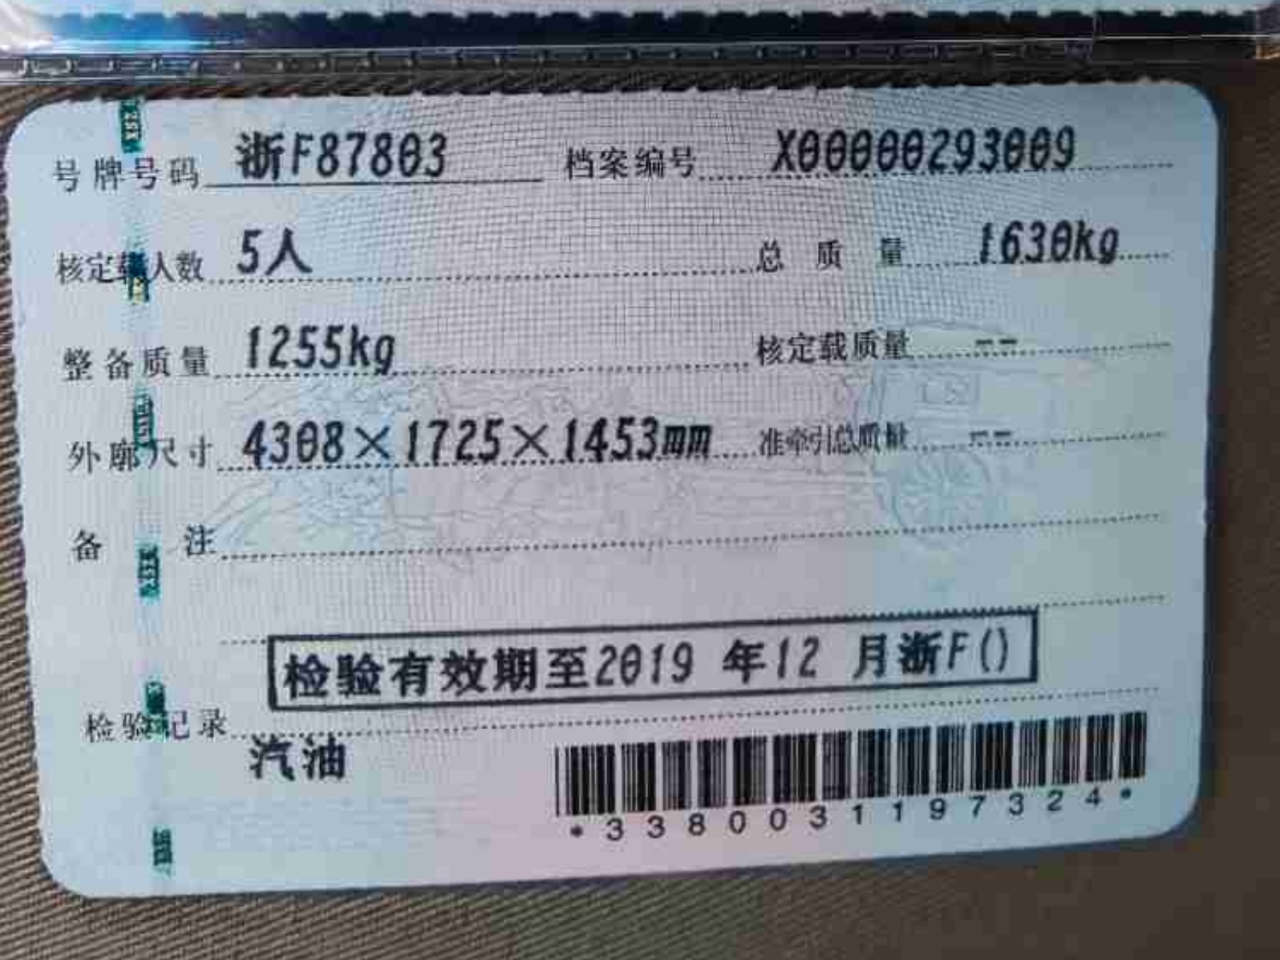 号牌号码 浙F87803 档案编号 X00000293009
核定载人数 5人 总质量 1630kg
整备质量 1255kg 核定载质量 --
外廓尺寸 4308×1725×1453mm 准牵引总质量 --
备注
检验有效期至2019 年12 月浙F()
检验记录
汽油
*3380031197324*